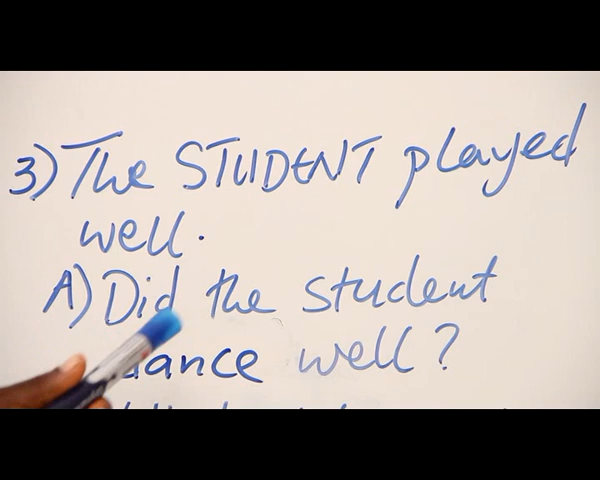 3) The STUDENT played
well.
A) Did the student
dance well?